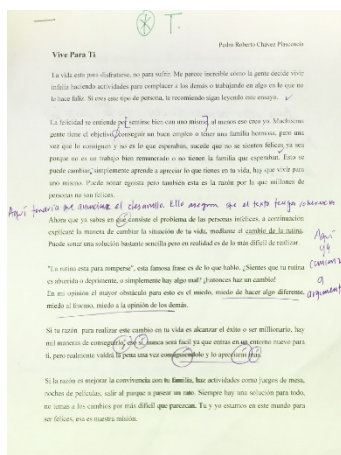 T.
Pedro Roberto Chávez Plascencia
Vive Para Ti
La vida esta para disfrutarse, no para sufrir. Me parece increíble cómo la gente decide vivir
infeliz haciendo actividades para complacer a los demás o trabajando en algo en lo que no
le hace falta. Si eres este tipo de persona, te recomiendo sigas leyendo este ensayo.
La felicidad se entiende por sentirse bien con uno mismo, al menos eso creo yo. Muchísima
gente tiene el objetivo conseguir un buen empleo o tener una familia hermosa, pero una
vez que lo consiguen y no es lo que esperaban, sucede que no se sienten felices, ya sea
porque no es un trabajo bien remunerado o no tienen la familia que esperaban. Esto se
puede cambiar, simplemente aprende a apreciar lo que tienes en tu vida, hay que vivir para
uno mismo. Puede sonar egoísta pero también esta es la razón por la que millones de
personas no son felices.
Aquí tendría que anunciar el desarrollo. Ello asegura que el texto tenga coherencia
Ahora que ya sabes en que consiste el problema de las personas infelices, a continuación
explicaré la manera de cambiar la situación de tu vida, mediante el cambio de la rutina.
Puede sonar una solución bastante sencilla pero en realidad es de la más difícil de realizar.
Aquí
ya
comienza
a
argumentar
"La rutina esta para romperse", esta famosa frase es de lo que hablo. ¿Sientes que tu rutina
es aburrida o deprimente, o simplemente hay algo mal? ¡Entonces haz un cambio!
En mi opinión el mayor obstáculo para esto es el miedo, miedo de hacer algo diferente,
miedo al fracaso, miedo a la opinión de los demás.
Si tu razón para realizar este cambio en tu vida es alcanzar el éxito o ser millonario, hay
mil maneras de conseguirlo, eso si, nunca será fácil ya que entras en un entorno nuevo para
ti, pero realmente valdrá la pena una vez consiguiéndolo y lo apreciarás más.
Si la razón es mejorar la convivencia con tu familia, haz actividades como juegos de mesa,
noches de películas, salir al parque a pasear un rato. Siempre hay una solución para todo,
no temas a los cambios por más difícil que parezcan. Tu y yo estamos en este mundo para
ser felices, eso es nuestra misión.